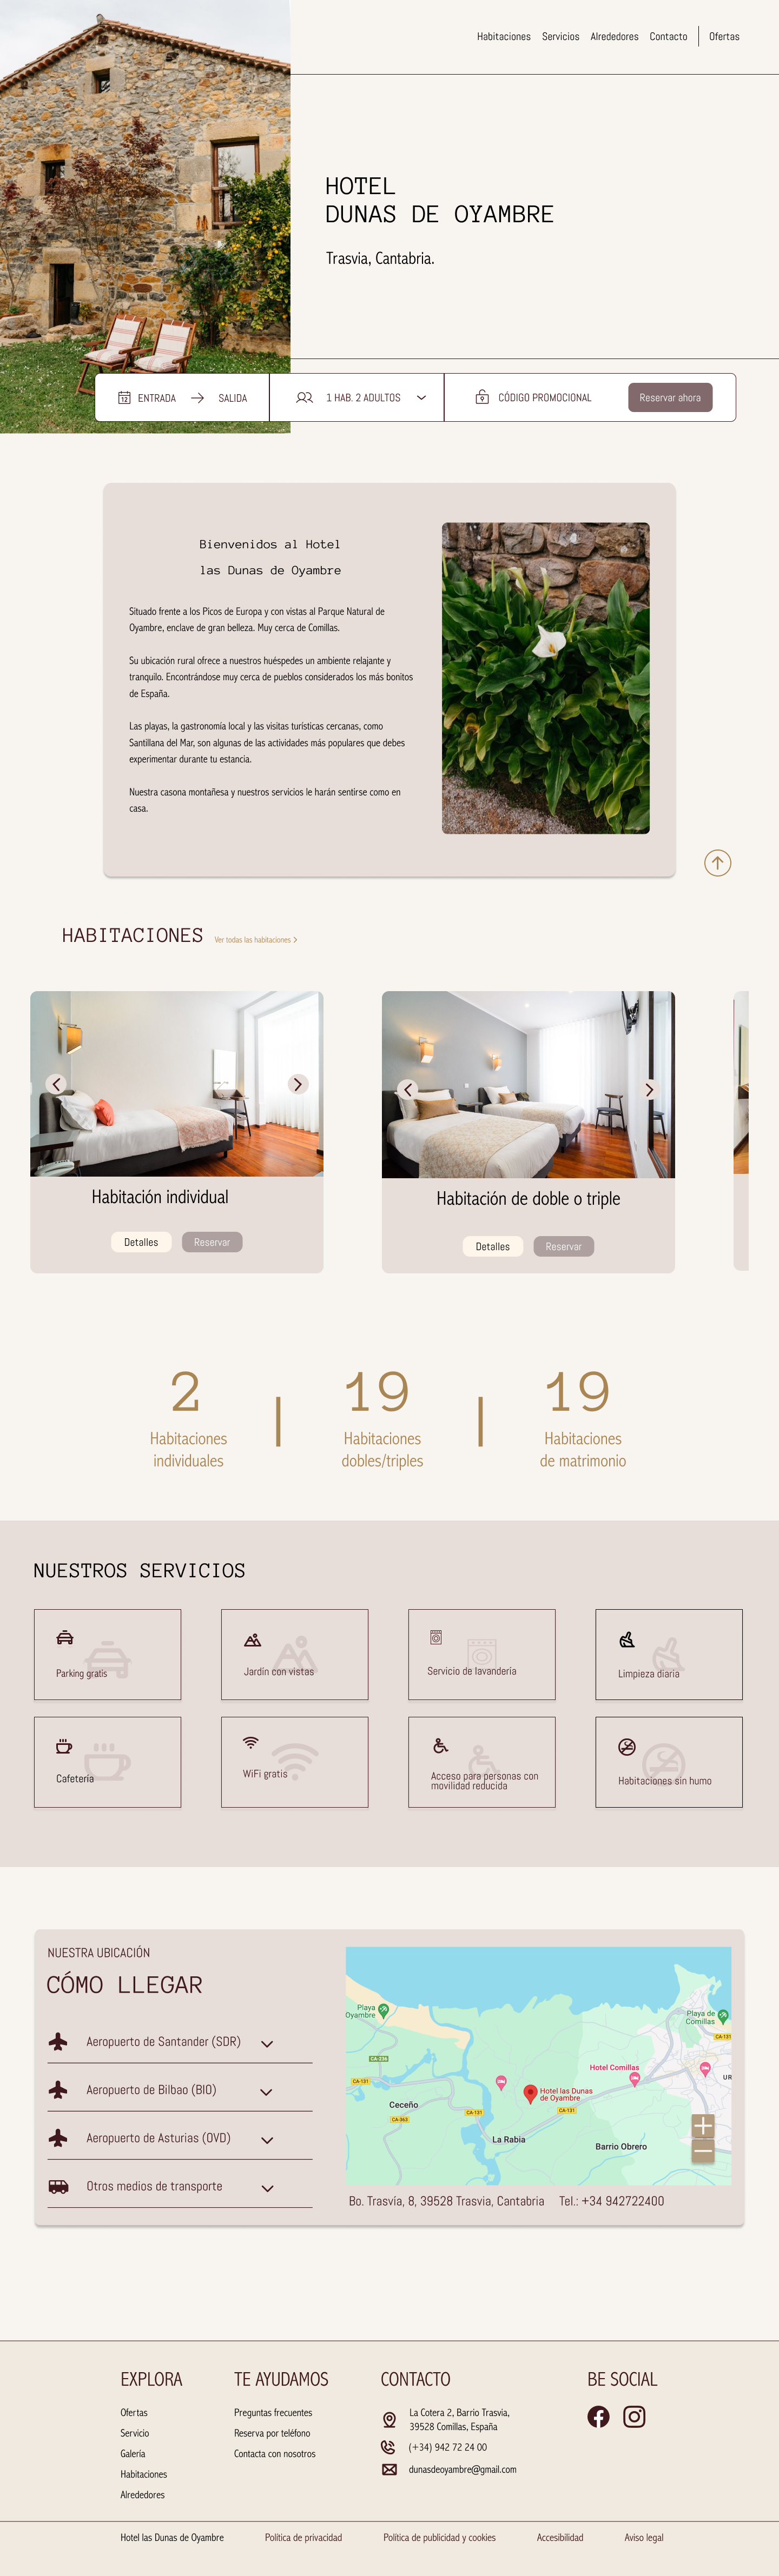 Habitaciones Servicios Alrededores Contacto Ofertas
HOTEL
DUNAS DE OYAMBRE
Trasvia, Cantabria.
12 ENTRADA SALIDA 1 HAB. 2 ADULTOS CÓDIGO PROMOCIONAL Reservar ahora
Bienvenidos al Hotel
las Dunas de Oyambre
Situado frente a los Picos de Europa y con vistas al Parque Natural de
Oyambre, enclave de gran belleza. Muy cerca de Comillas.
Su ubicación rural ofrece a nuestros huéspedes un ambiente relajante y
tranquilo. Encontrándose muy cerca de pueblos considerados los más bonitos
de España.
Las playas, la gastronomía local y las visitas turísticas cercanas, como
Santillana del Mar, son algunas de las actividades más populares que debes
experimentar durante tu estancia.
Nuestra casona montañesa y nuestros servicios le harán sentirse como en
casa.
HABITACIONES Ver todas las habitaciones
Habitación individual
Detalles Reservar
Habitación de doble o triple
Detalles Reservar
2 19 19
Habitaciones Habitaciones Habitaciones
individuales dobles/triples de matrimonio
NUESTROS SERVICIOS
Parking gratis
Jardín con vistas
Servicio de lavandería
Limpieza diaria
Cafetería
WiFi gratis
Acceso para personas con
movilidad reducida
Habitaciones sin humo
NUESTRA UBICACIÓN
CÓMO LLEGAR
Aeropuerto de Santander (SDR)
Aeropuerto de Bilbao (BIO)
Aeropuerto de Asturias (OVD)
Otros medios de transporte
Playa
Oyambre
Playa de
Comillas
CA-131
CA-234
Hotel Comillas
CA-131
UR
Hotel las Dunas
de Oyambre
Ceceño
CA-131
CA-131
CA-363
La Rabia
Barrio Obrero
Bo. Trasvía, 8, 39528 Trasvia, Cantabria Tel.: +34 942722400
EXPLORA
Ofertas
Servicio
Galería
Habitaciones
Alrededores
TE AYUDAMOS
Preguntas frecuentes
Reserva por teléfono
Contacta con nosotros
CONTACTO
La Cotera 2, Barrio Trasvia,
39528 Comillas, España
(+34) 942 72 24 00
dunasdeoyambre@gmail.com
BE SOCIAL
Hotel las Dunas de Oyambre Política de privacidad Política de publicidad y cookies Accesibilidad Aviso legal